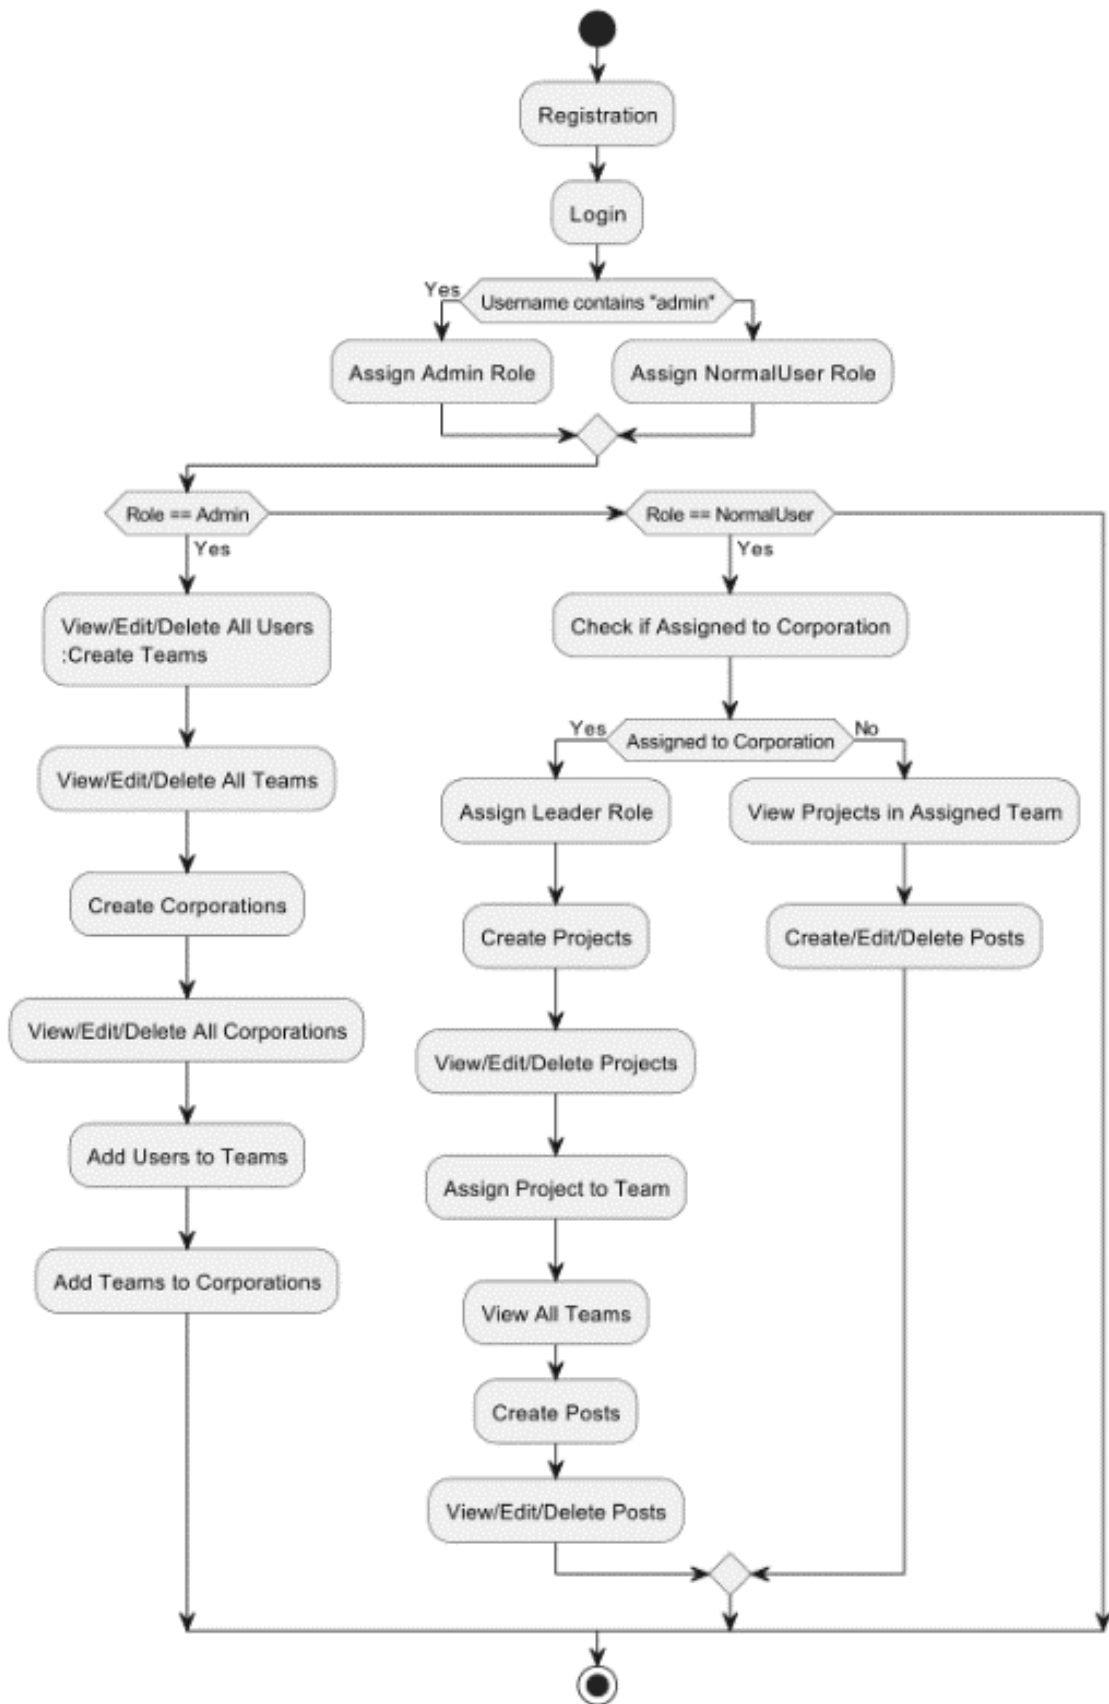 Registration
Login
Yes
Username contains "admin"
Assign Admin Role
Assign NormalUser Role
Role == Admin
Role == NormalUser
Yes
Yes
View/Edit/Delete All Users
:Create Teams
Check if Assigned to Corporation
Yes
Assigned to Corporation
No
View/Edit/Delete All Teams
Assign Leader Role
View Projects in Assigned Team
Create Corporations
Create Projects
Create/Edit/Delete Posts
View/Edit/Delete All Corporations
View/Edit/Delete Projects
Add Users to Teams
Assign Project to Team
Add Teams to Corporations
View All Teams
Create Posts
View/Edit/Delete Posts